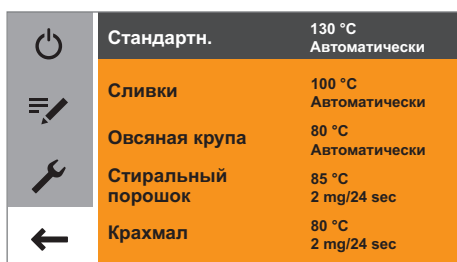 Стандартн.
130 °C
Автоматически
Сливки
100 °C
Автоматически
Овсяная крупа
80 °C
Автоматически
Стиральный
порошок
85 °C
2 mg/24 sec
Крахмал
80 °C
2 mg/24 sec